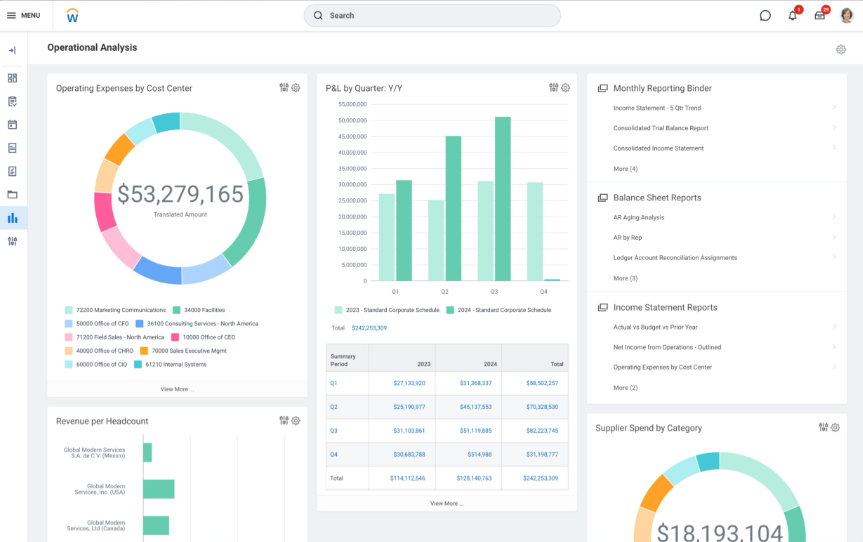 MENU
W
Search
1
29
Operational Analysis
Operating Expenses by Cost Center
$53,279,165
Translated Amount
72200 Marketing Communications
34000 Facilities
50000 Office of CFO
36100 Consulting Services - North America
71200 Field Sales - North America
10000 Office of CEO
40000 Office of CHRO
70000 Sales Executive Mgmt
60000 Office of CIO
61210 Internal Systems
View More ...
Revenue per Headcount
Global Modern Services
S.A. de C.V. (Mexico)
Global Modern
Services, Inc. (USA)
Global Modern
Services, Ltd (Canada)
P&L by Quarter: Y/Y
55,000,000
50,000,000
45,000,000
40,000,000
35,000,000
30,000,000
25,000,000
20,000,000
15,000,000
10,000,000
5,000,000
0
Q1 Q2 Q3 Q4
2023 - Standard Corporate Schedule
2024 - Standard Corporate Schedule
Total $242,253,309
Summary
Period 2023 2024 Total
Q1 $27,133,920 $31,368,337 $58,502,257
Q2 $25,190,977 $45,137,553 $70,328,530
Q3 $31,103,861 $51,119,885 $82,223,745
Q4 $30,683,788 $514,988 $31,198,777
Total $114,112,546 $128,140,763 $242,253,309
View More ...
Monthly Reporting Binder
Income Statement - 5 Qtr Trend
Consolidated Trial Balance Report
Consolidated Income Statement
More (4)
Balance Sheet Reports
AR Aging Analysis
AR by Rep
Ledger Account Reconciliation Assignments
More (3)
Income Statement Reports
Actual vs Budget vs Prior Year
Net Income from Operations - Outlined
Operating Expenses by Cost Center
More (2)
Supplier Spend by Category
$18,193,104